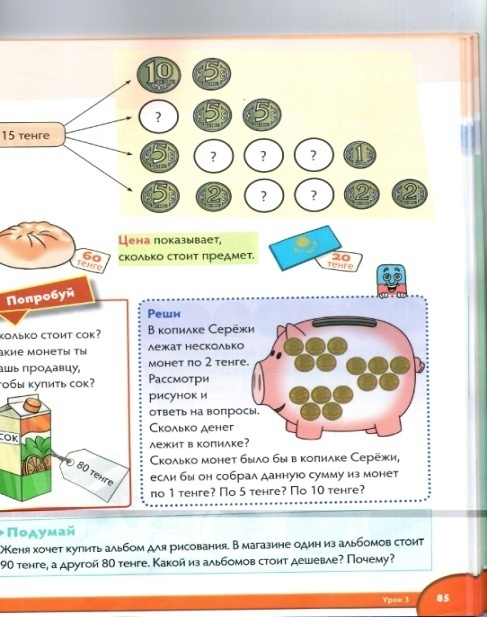 10 5
15 тенге
? 5 5
5 ? ? ? 1
5 2 ? ? 2 2
Цена показывает,
сколько стоит предмет.
60
тенге
20
тенге
Попробуй
колько стоит сок?
акие монеты ты
ашь продавцу,
тобы купить сок?
СОК
80 тенге
Реши
В копилке Серёжи
лежат несколько
монет по 2 тенге.
Рассмотри
рисунок и
ответь на вопросы.
Сколько денег
лежит в копилке?
Сколько монет было бы в копилке Серёжи,
если бы он собрал данную сумму из монет
по 1 тенге? По 5 тенге? По 10 тенге?
Подумай
Женя хочет купить альбом для рисования. В магазине один из альбомов стоит
90 тенге, а другой 80 тенге. Какой из альбомов стоит дешевле? Почему?
Урок 3
85